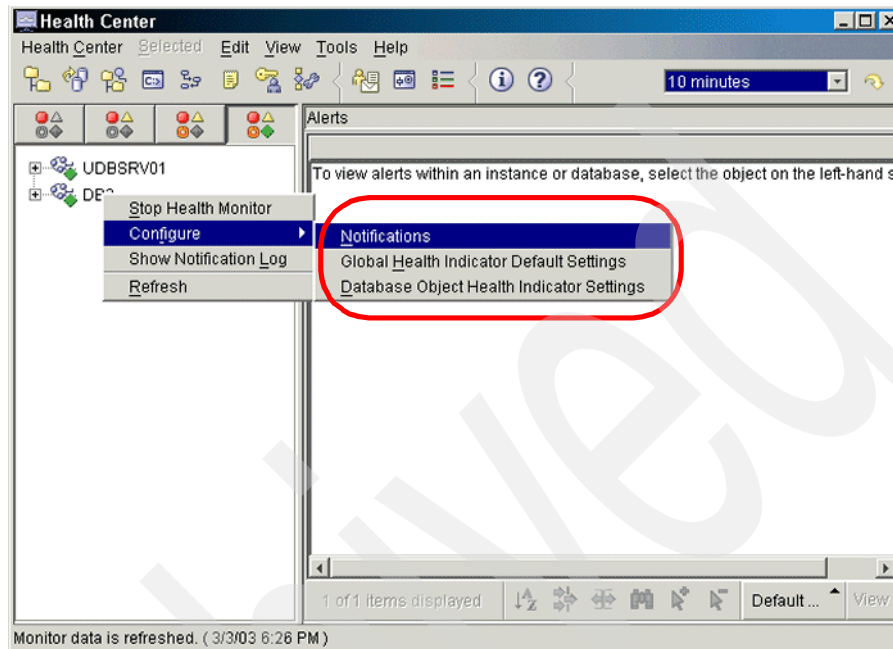 Health Center
Health Center Selected Edit View Tools Help
10 minutes
Alerts
UDBSRV01
To view alerts within an instance or database, select the object on the left-hand s
Stop Health Monitor
Configure
Notifications
Show Notification Log
Global Health Indicator Default Settings
Refresh
Database Object Health Indicator Settings
1 of 1 items displayed
Default ...
View
Monitor data is refreshed. ( 3/3/03 6:26 PM )